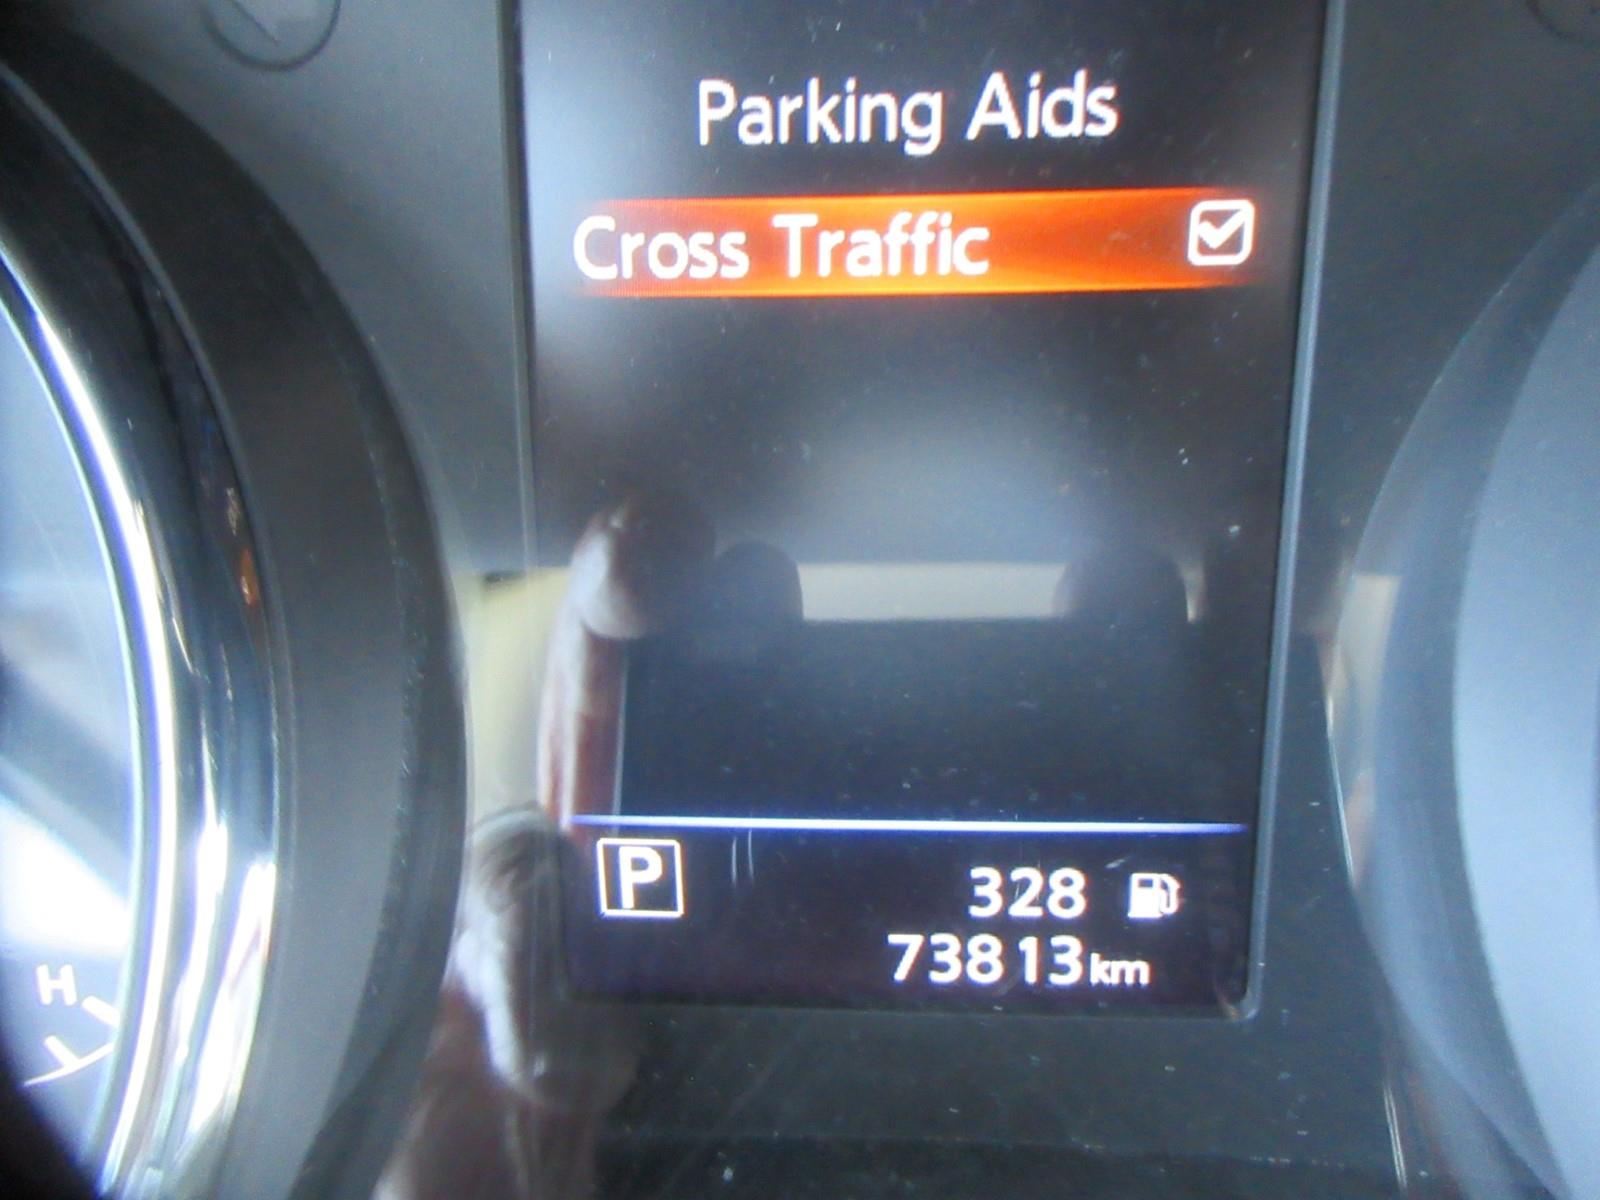 Parking Aids
Cross Traffic
P
328
73813km
H